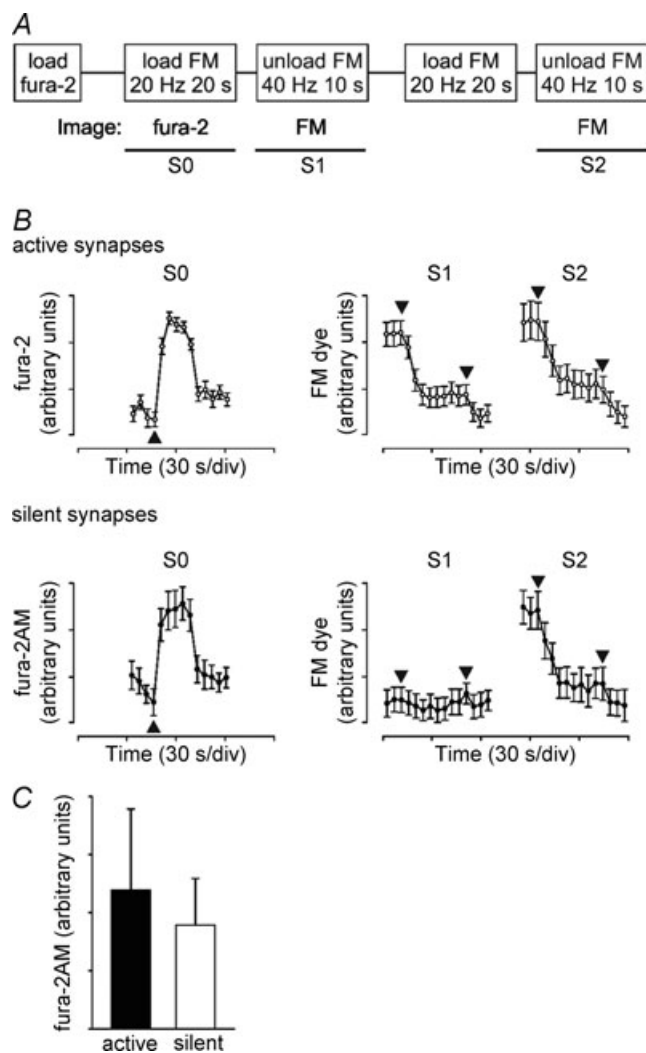 A
load
fura-2
load FM
20 Hz 20 s
unload FM
40 Hz 10 s
load FM
20 Hz 20 s
unload FM
40 Hz 10 s
Image: fura-2 FM FM
S0 S1 S2
B
active synapses
S0
fura-2
(arbitrary units)
Time (30 s/div)
S1 S2
FM dye
(arbitrary units)
Time (30 s/div)
silent synapses
S0
fura-2AM
(arbitrary units)
Time (30 s/div)
S1 S2
FM dye
(arbitrary units)
Time (30 s/div)
C
fura-2AM (arbitrary units)
active silent